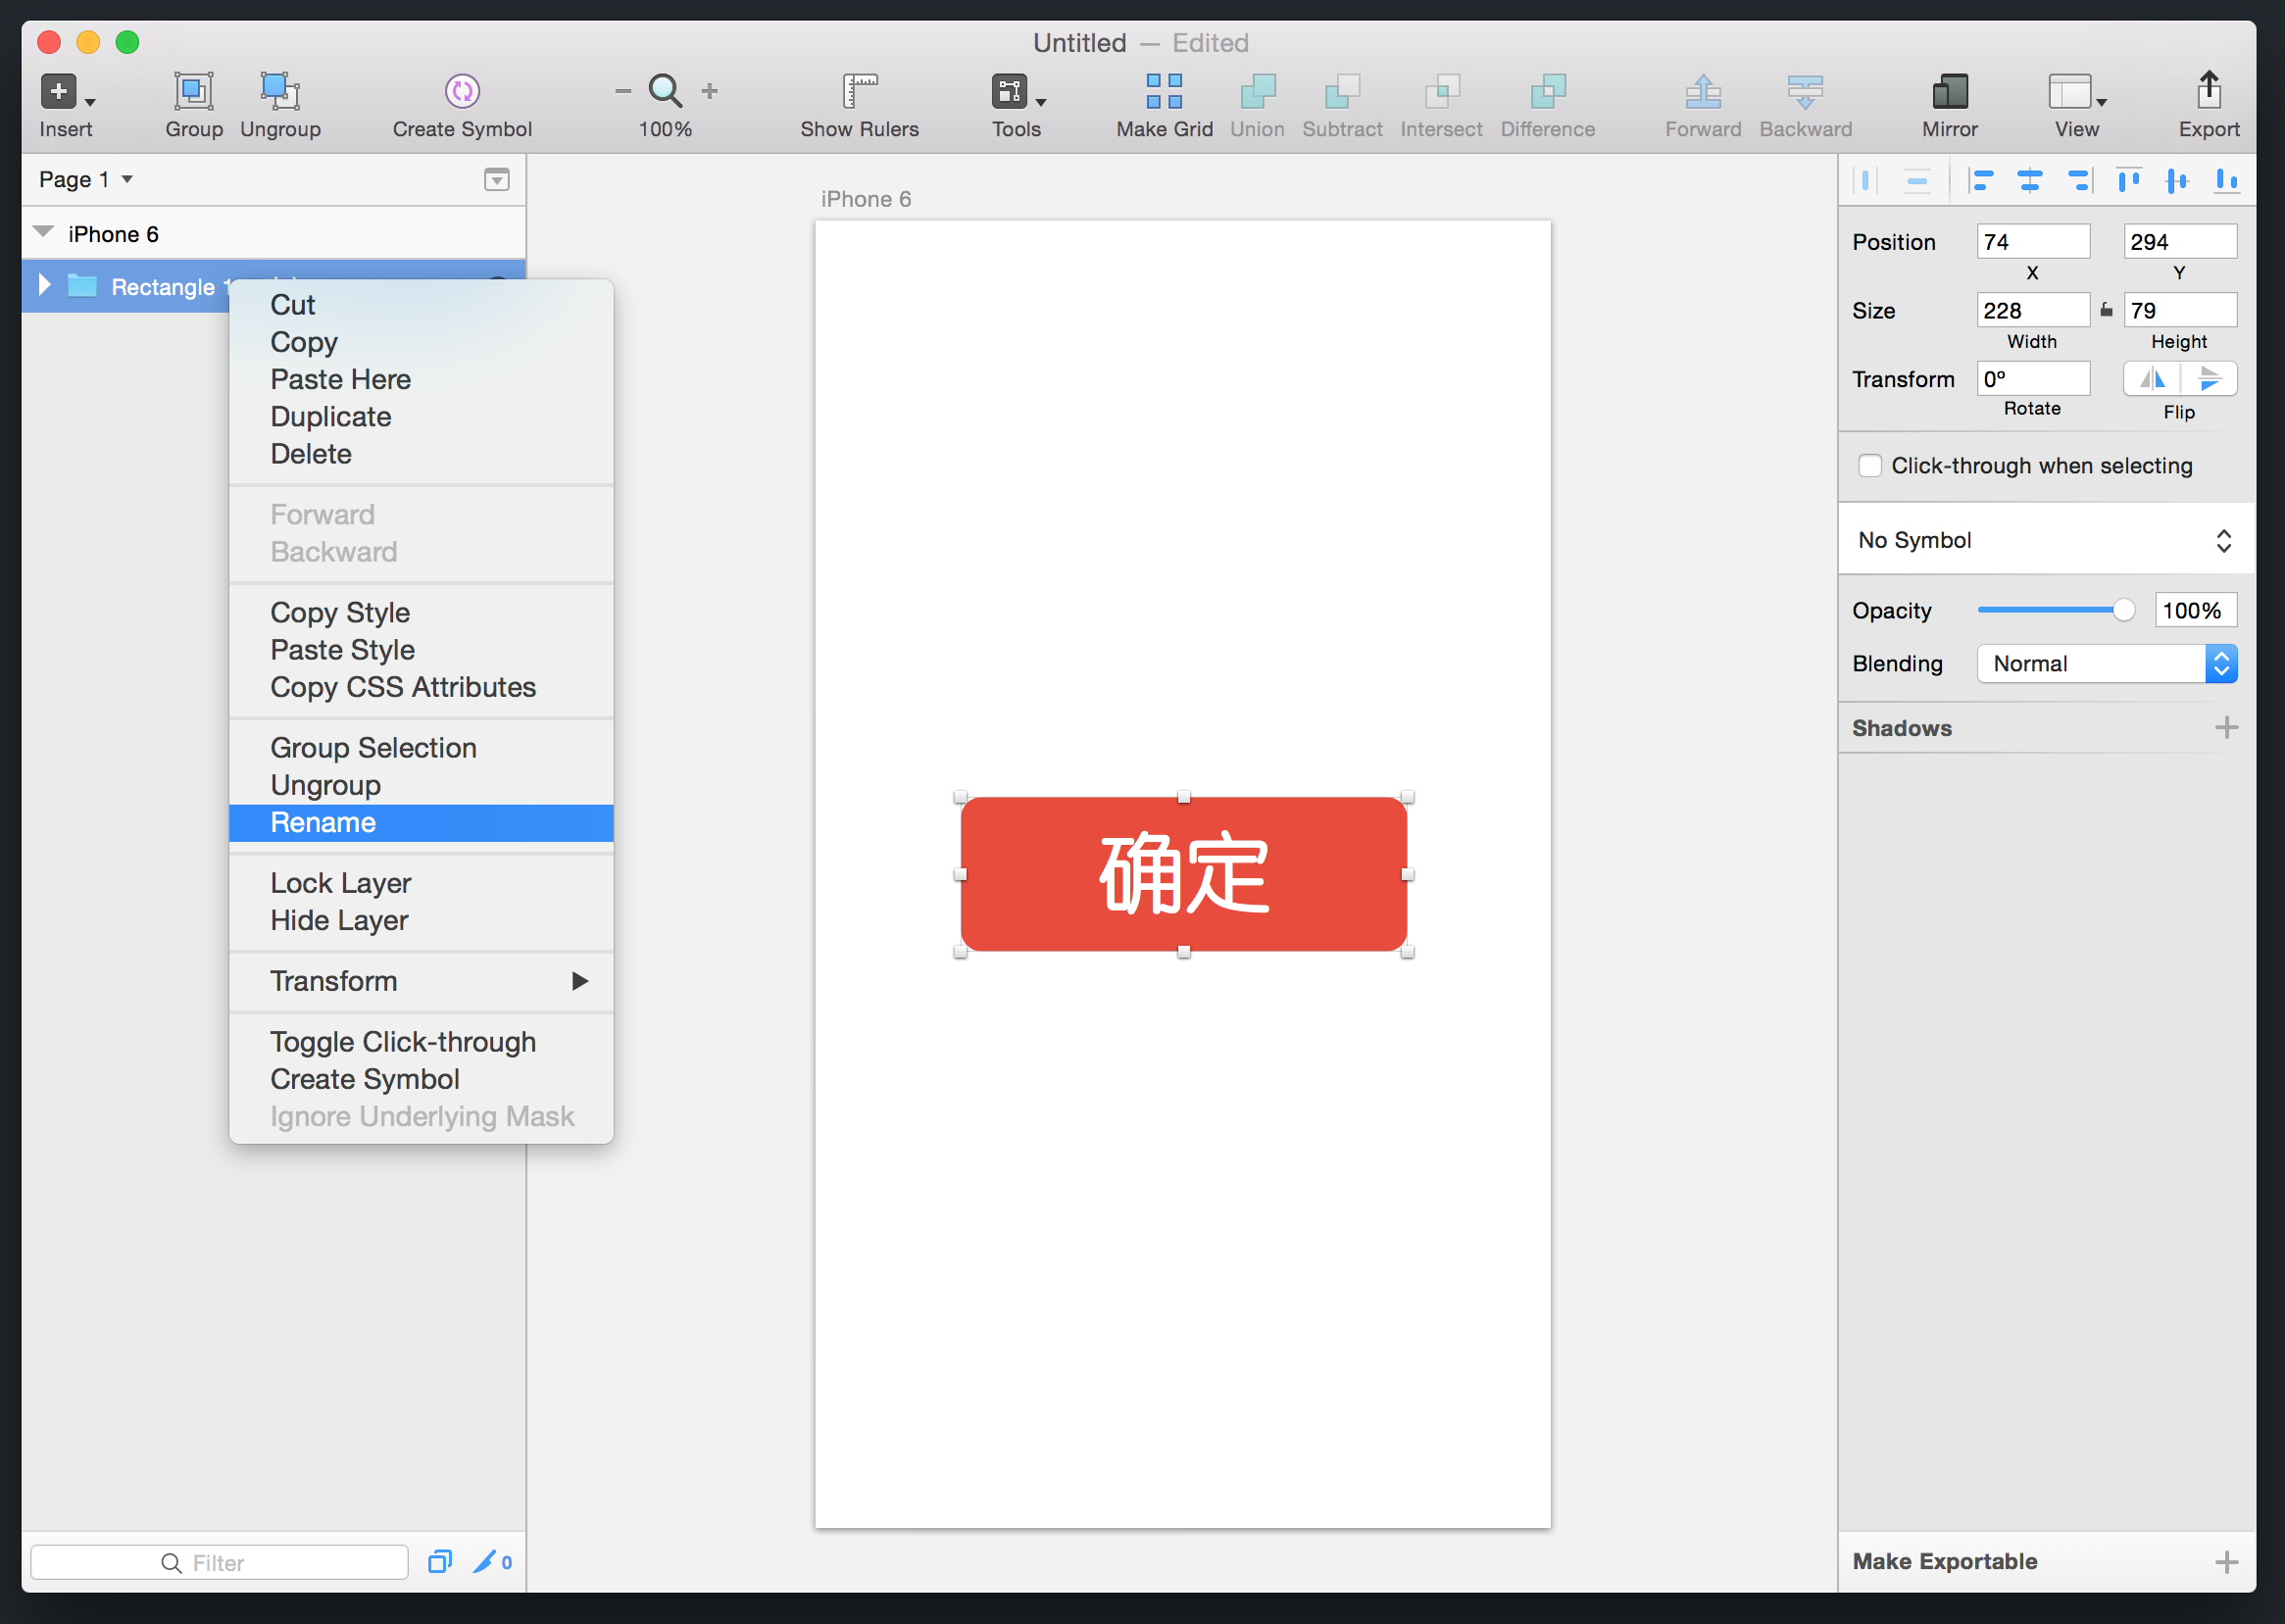 Untitled — Edited
Insert
Group
Ungroup
Create Symbol
100%
Show Rulers
Tools
Make Grid
Union
Subtract
Intersect
Difference
Forward
Backward
Mirror
View
Export
Page 1
iPhone 6
Rectangle
Cut
Copy
Paste Here
Duplicate
Delete
Forward
Backward
Copy Style
Paste Style
Copy CSS Attributes
Group Selection
Ungroup
Rename
Lock Layer
Hide Layer
Transform
Toggle Click-through
Create Symbol
Ignore Underlying Mask
Filter
0
iPhone 6
确定
Position 74 294
X Y
Size 228 79
Width Height
Transform 0º
Rotate Flip
Click-through when selecting
No Symbol
Opacity 100%
Blending Normal
Shadows
Make Exportable